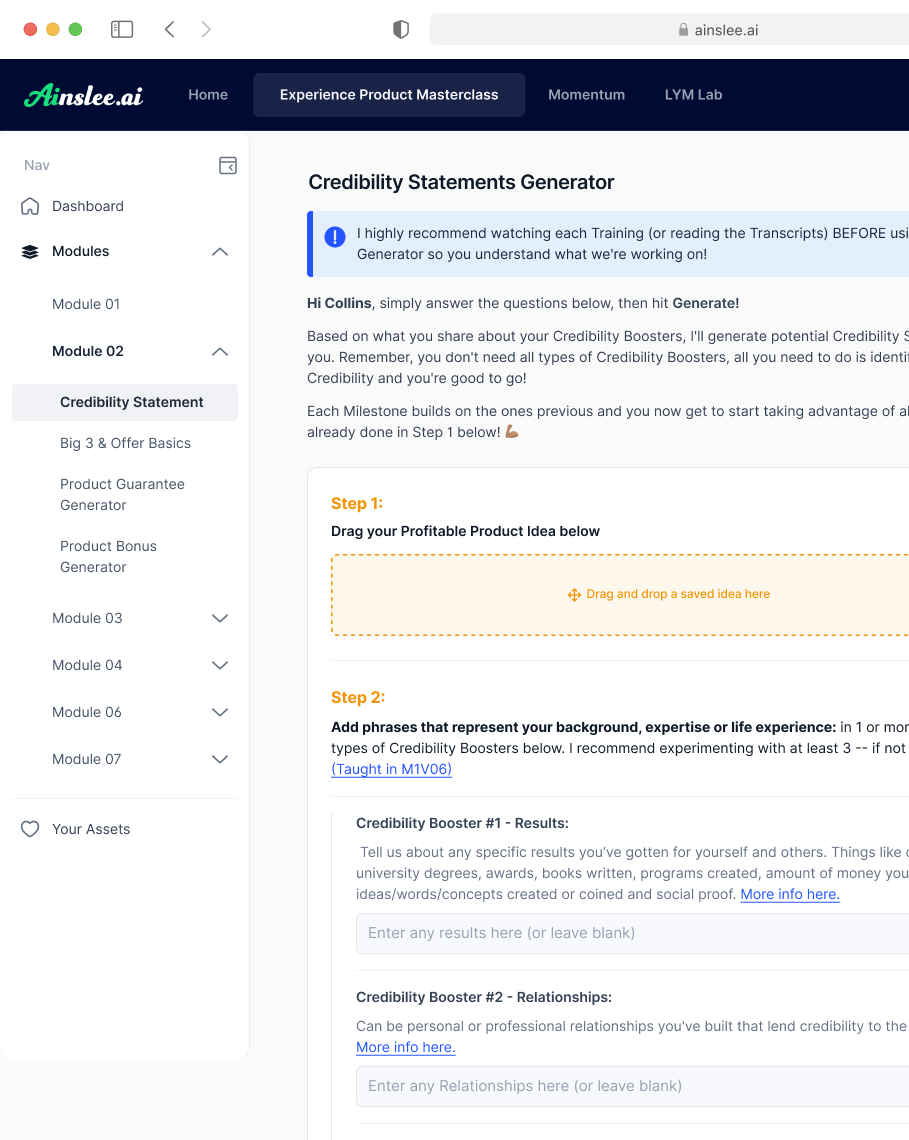 ainslee.ai
Ainslee.ai
Home
Experience Product Masterclass
Momentum
LYM Lab
Nav
Dashboard
Modules
Module 01
Module 02
Credibility Statement
Big 3 & Offer Basics
Product Guarantee
Generator
Product Bonus
Generator
Module 03
Module 04
Module 06
Module 07
Your Assets
Credibility Statements Generator
I highly recommend watching each Training (or reading the Transcripts) BEFORE usi
Generator so you understand what we're working on!
Hi Collins, simply answer the questions below, then hit Generate!
Based on what you share about your Credibility Boosters, I'll generate potential Credibility S
you. Remember, you don't need all types of Credibility Boosters, all you need to do is identif
Credibility and you're good to go!
Each Milestone builds on the ones previous and you now get to start taking advantage of al
already done in Step 1 below! 💪🏽
Step 1:
Drag your Profitable Product Idea below
Drag and drop a saved idea here
Step 2:
Add phrases that represent your background, expertise or life experience: in 1 or mor
types of Credibility Boosters below. I recommend experimenting with at least 3 -- if not
(Taught in M1V06)
Credibility Booster #1 - Results:
Tell us about any specific results you’ve gotten for yourself and others. Things like
university degrees, awards, books written, programs created, amount of money you
ideas/words/concepts created or coined and social proof. More info here.
Enter any results here (or leave blank)
Credibility Booster #2 - Relationships:
Can be personal or professional relationships you've built that lend credibility to the
More info here.
Enter any Relationships here (or leave blank)